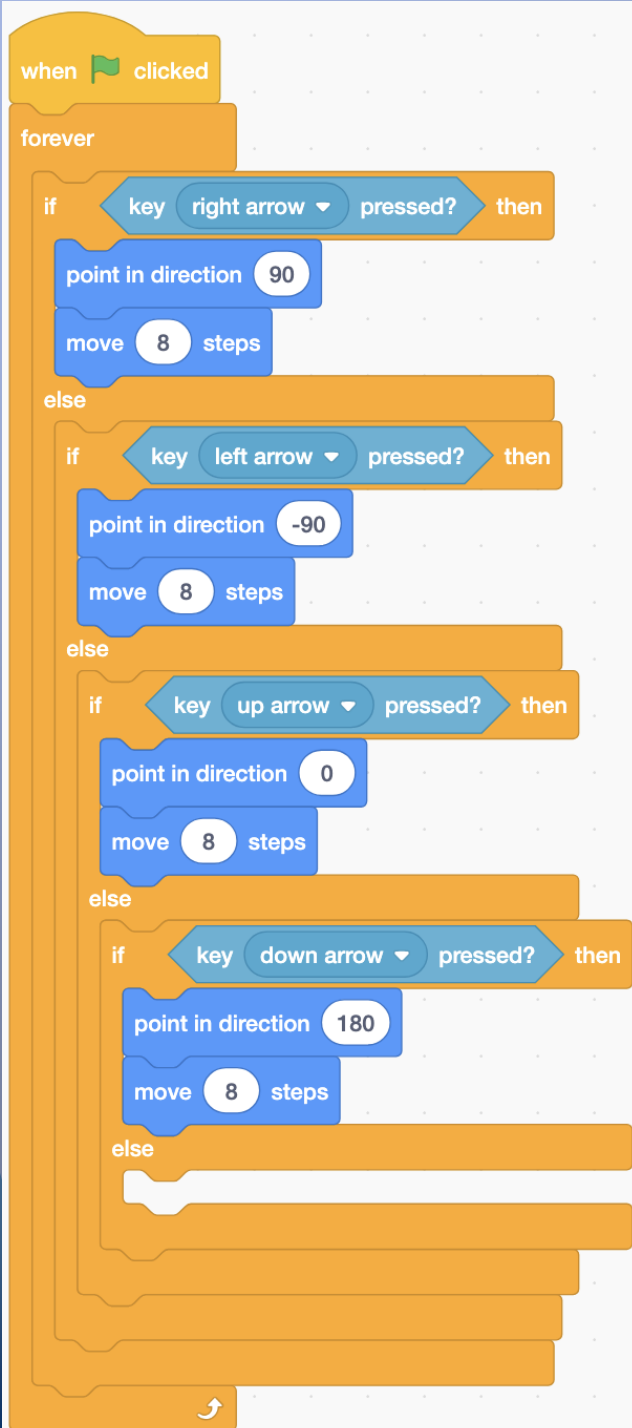 when clicked
forever
if key right arrow pressed? then
point in direction 90
move 8 steps
else
if key left arrow pressed? then
point in direction -90
move 8 steps
else
if key up arrow pressed? then
point in direction 0
move 8 steps
else
if key down arrow pressed? then
point in direction 180
move 8 steps
else